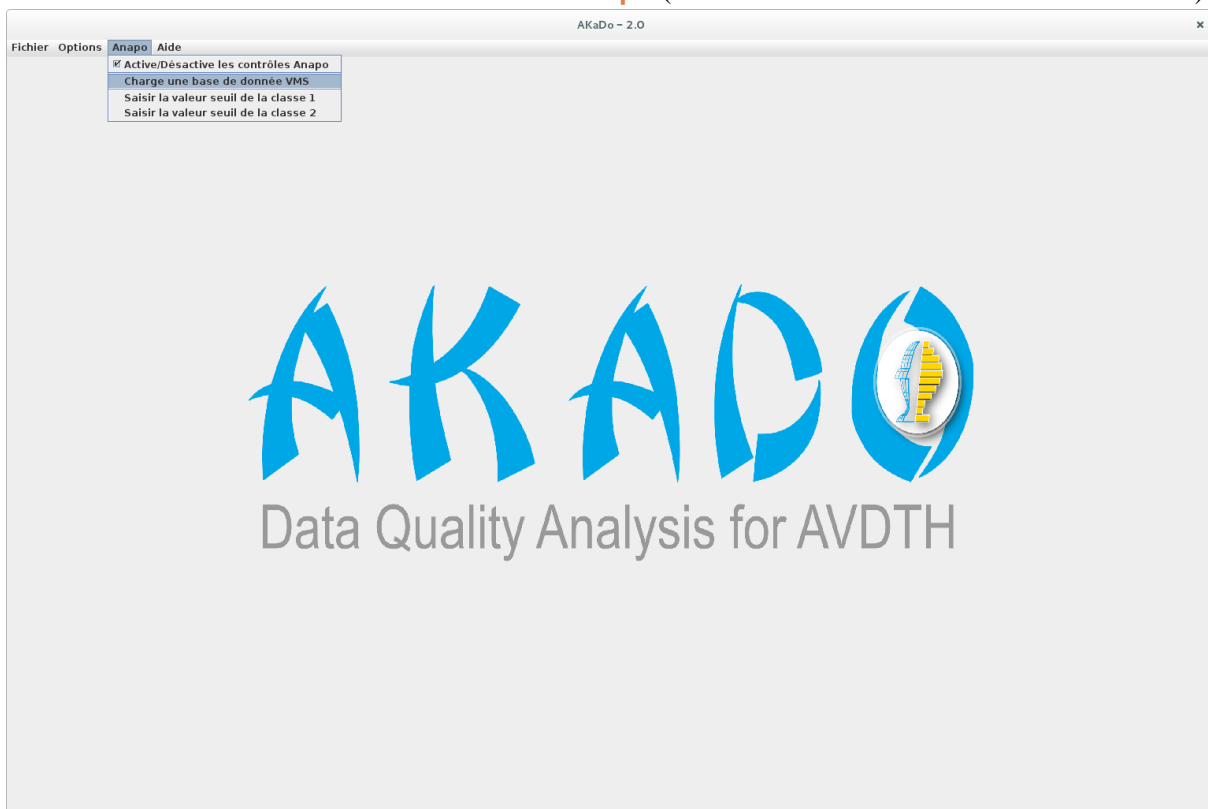 AKaDo – 2.0
Fichier Options Anapo Aide
Active/Désactive les contrôles Anapo
Charge une base de donnée VMS
Saisir la valeur seuil de la classe 1
Saisir la valeur seuil de la classe 2
AKADO
Data Quality Analysis for AVDTH